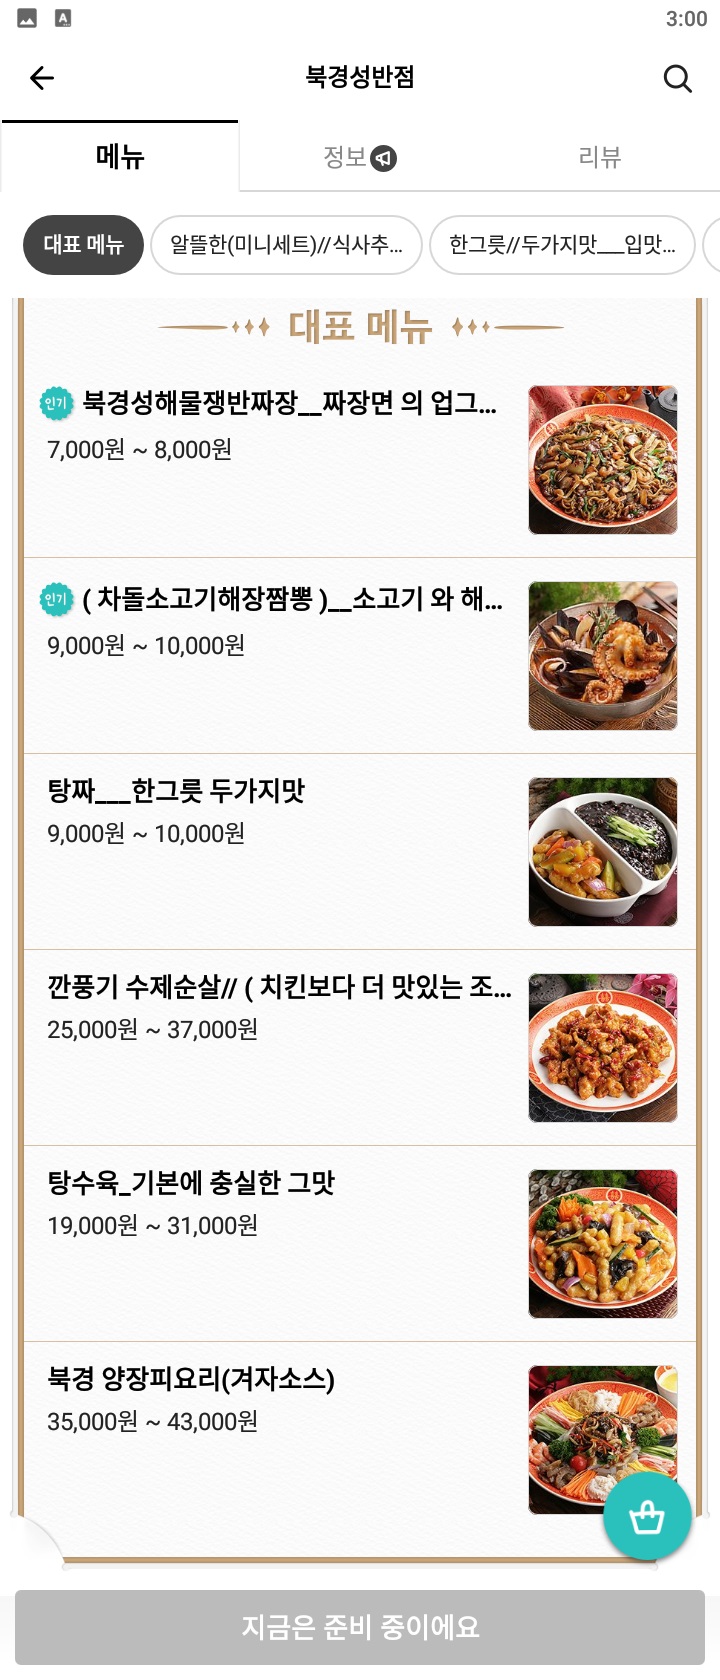 3:00
북경성반점
메뉴
정보
리뷰
대표 메뉴
알뜰한(미니세트)//식사추...
한그릇//두가지맛___입맛...
대표 메뉴
인기 북경성해물쟁반짜장__짜장면 의 업그...
7,000원 ~ 8,000원
인기 ( 차돌소고기해장짬뽕 )__소고기 와 해...
9,000원 ~ 10,000원
탕짜___한그릇 두가지맛
9,000원 ~ 10,000원
깐풍기 수제순살// ( 치킨보다 더 맛있는 조...
25,000원 ~ 37,000원
탕수육_기본에 충실한 그맛
19,000원 ~ 31,000원
북경 양장피요리(겨자소스)
35,000원 ~ 43,000원
지금은 준비 중이에요